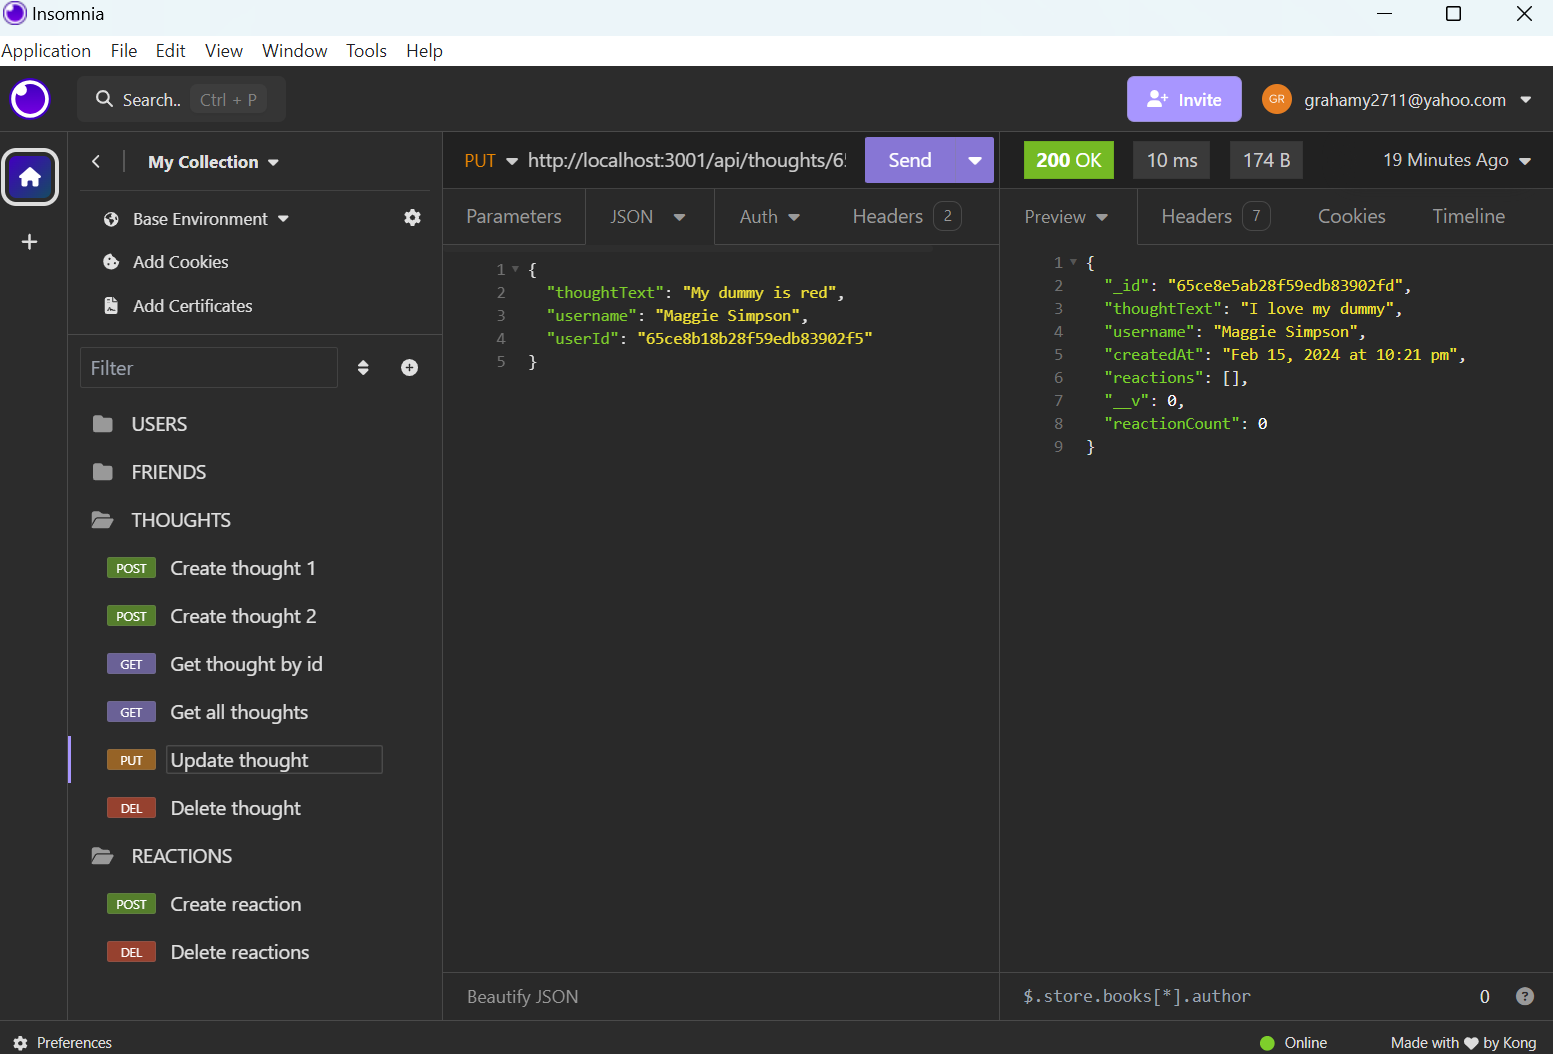 Insomnia
Application File Edit View Window Tools Help
Search.. Ctrl + P
Invite
GR grahamy2711@yahoo.com
My Collection
Base Environment
Add Cookies
Add Certificates
Filter
USERS
FRIENDS
THOUGHTS
POST Create thought 1
POST Create thought 2
GET Get thought by id
GET Get all thoughts
PUT Update thought
DEL Delete thought
REACTIONS
POST Create reaction
DEL Delete reactions
PUT http://localhost:3001/api/thoughts/65 Send
Parameters JSON Auth Headers 2
1 {
2 "thoughtText": "My dummy is red",
3 "username": "Maggie Simpson",
4 "userId": "65ce8b18b28f59edb83902f5"
5 }
Beautify JSON
200 OK 10 ms 174 B 19 Minutes Ago
Preview Headers 7 Cookies Timeline
1 {
2 "_id": "65ce8e5ab28f59edb83902fd",
3 "thoughtText": "I love my dummy",
4 "username": "Maggie Simpson",
5 "createdAt": "Feb 15, 2024 at 10:21 pm",
6 "reactions": [],
7 "__v": 0,
8 "reactionCount": 0
9 }
$.store.books[*].author 0 ?
Preferences
Online Made with ♥ by Kong